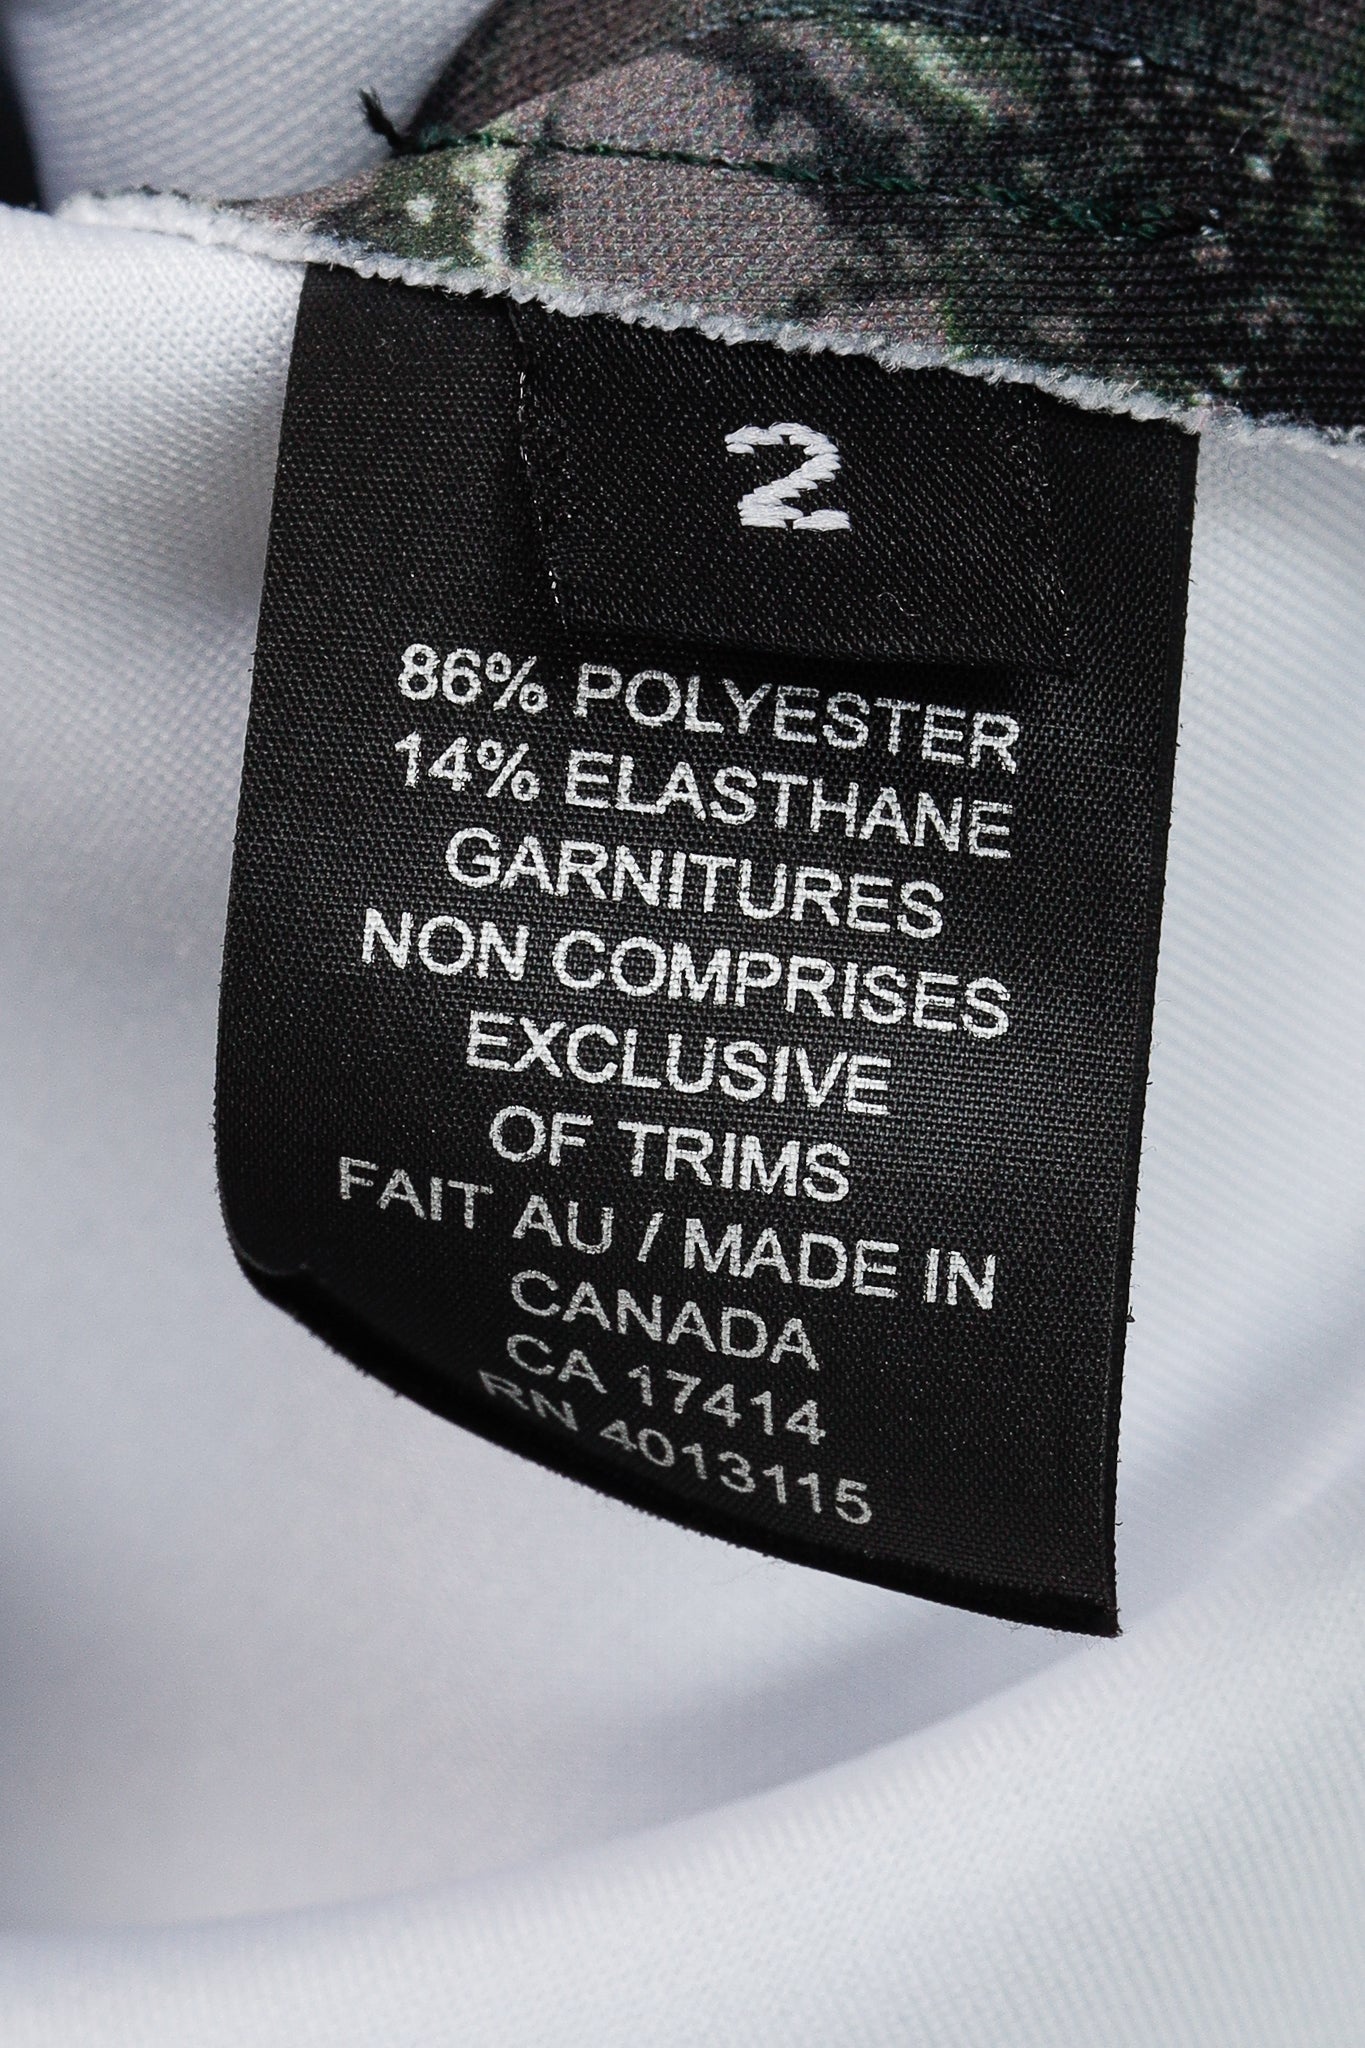 2
86% POLYESTER
14% ELASTHANE
GARNITURES
NON COMPRISES
EXCLUSIVE
OF TRIMS
FAIT AU / MADE IN
CANADA
CA 17414
RN 4013115